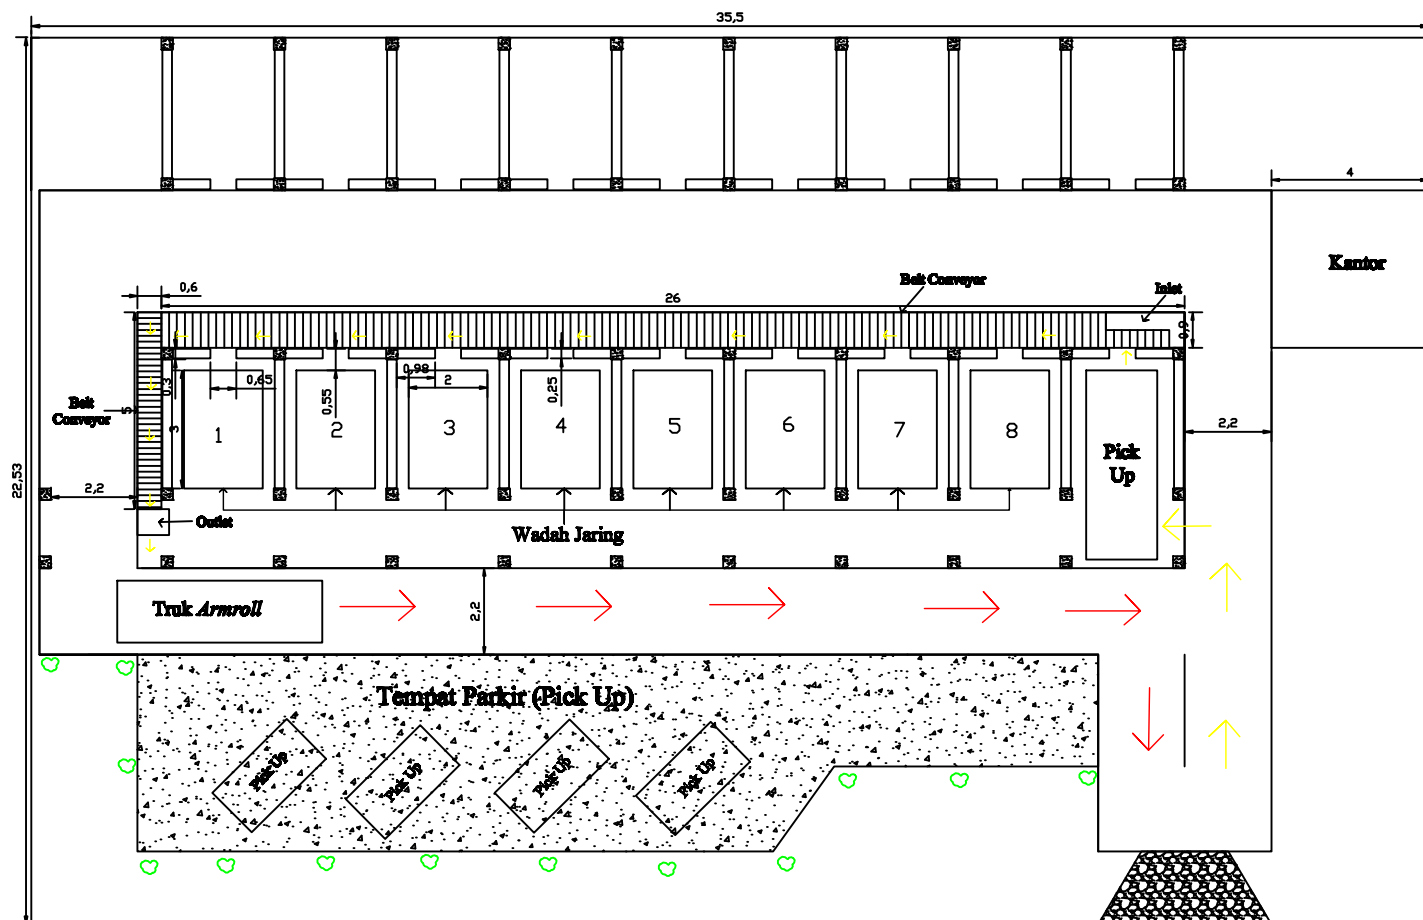 35,5
4
Kantor
Belt Conveyor
Inlet
0,6
26
0,9
0,98
0,65
2
0,55
0,25
0,3
3
5
Belt
Conveyor
1
2
3
4
5
6
7
8
Pick
Up
2,2
2,2
22,53
Outlet
Wadah Jaring
Truk Armroll
2,2
Tempat Parkir (Pick Up)
Pick Up
Pick Up
Pick Up
Pick Up